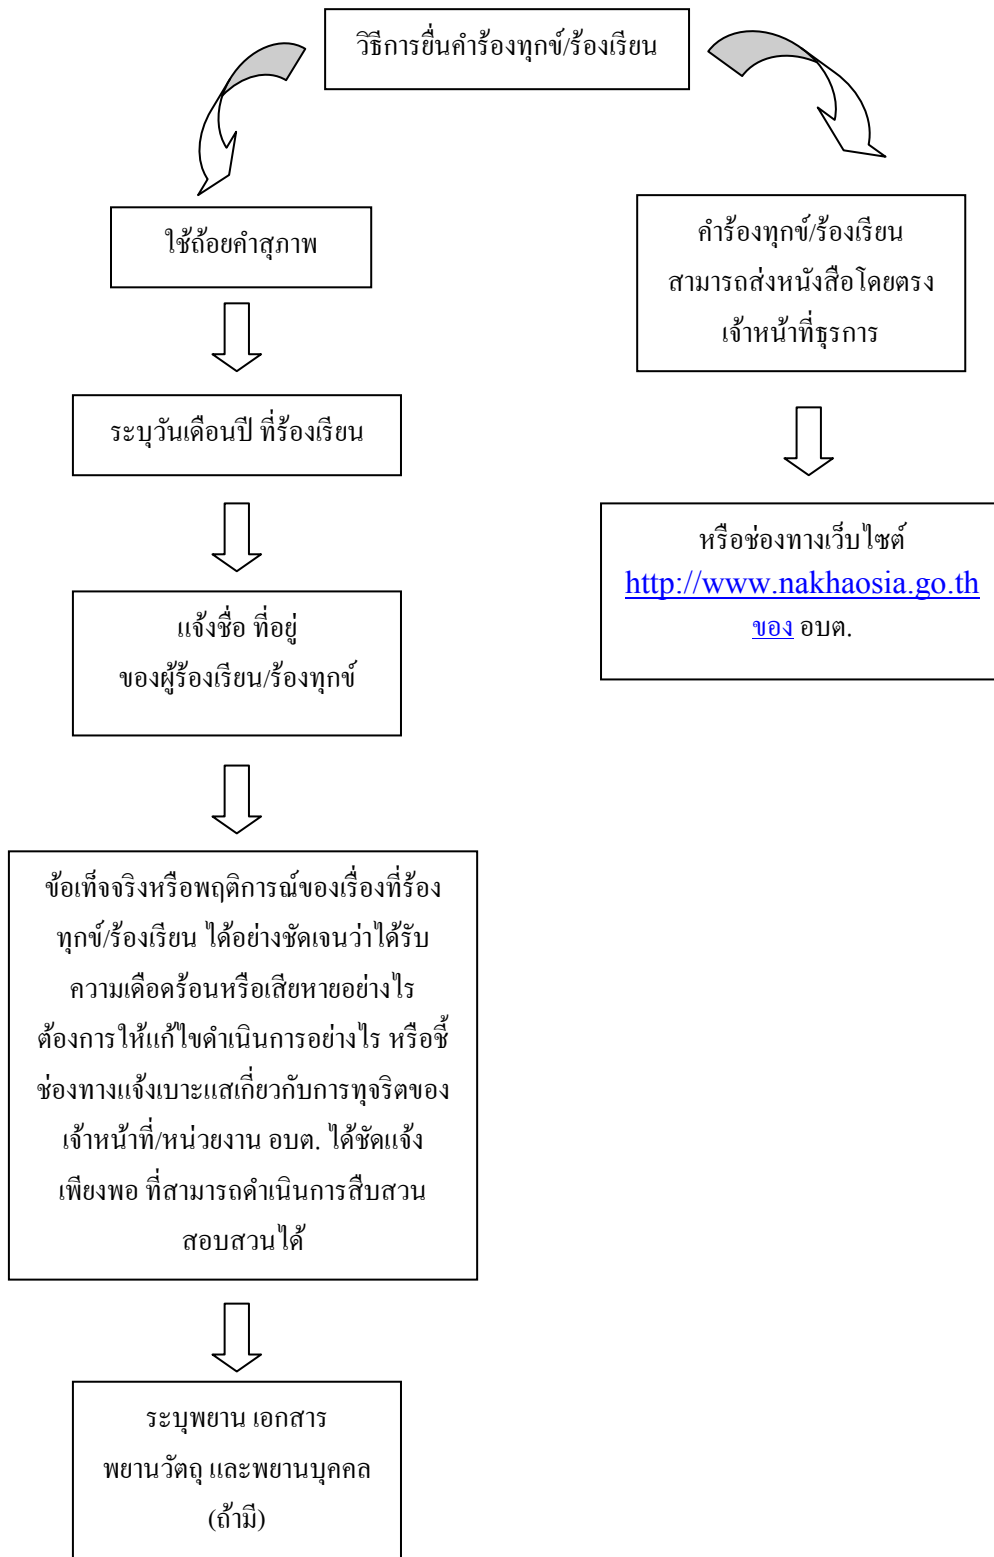 วิธีการยื่นคำร้องทุกข์/ร้องเรียน
ใช้ถ้อยคำสุภาพ
ระบุวันเดือนปี ที่ร้องเรียน
แจ้งชื่อ ที่อยู่
ของผู้ร้องเรียน/ร้องทุกข์
ข้อเท็จจริงหรือพฤติการณ์ของเรื่องที่ร้อง
ทุกข์/ร้องเรียน ได้อย่างชัดเจนว่าได้รับ
ความเดือดร้อนหรือเสียหายอย่างไร
ต้องการให้แก้ไขดำเนินการอย่างไร หรือชี้
ช่องทางแจ้งเบาะแสเกี่ยวกับการทุจริตของ
เจ้าหน้าที่/หน่วยงาน อบต. ได้ชัดแจ้ง
เพียงพอ ที่สามารถดำเนินการสืบสวน
สอบสวนได้
ระบุพยาน เอกสาร
พยานวัตถุ และพยานบุคคล
(ถ้ามี)
คำร้องทุกข์/ร้องเรียน
สามารถส่งหนังสือโดยตรง
เจ้าหน้าที่ธุรการ
หรือช่องทางเว็บไซต์
http://www.nakhaosia.go.th
ของ อบต.